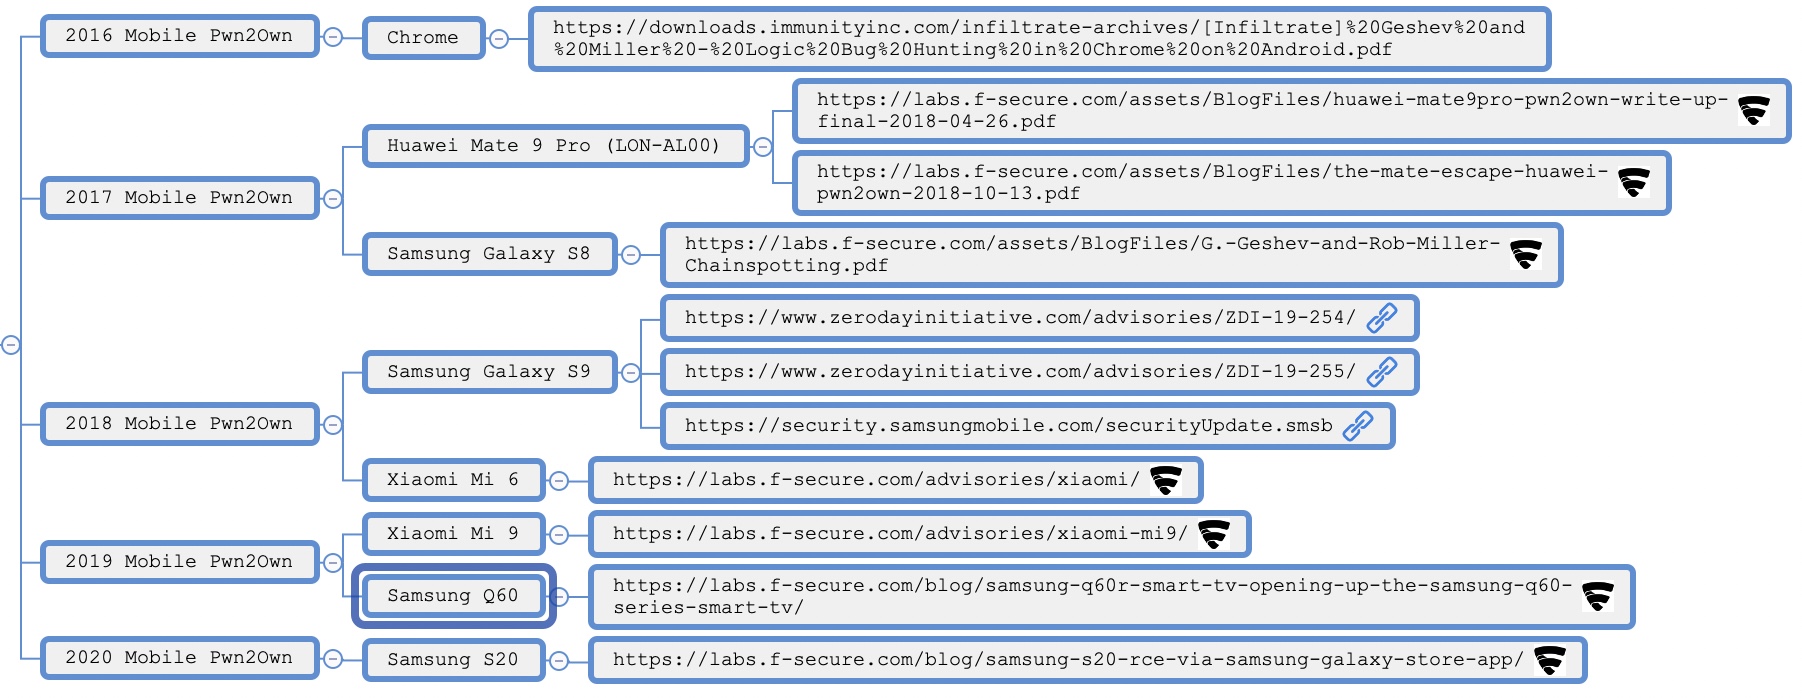 2016 Mobile Pwn2Own
Chrome
https://downloads.immunityinc.com/infiltrate-archives/[Infiltrate]%20Geshev%20and
%20Miller%20-%20Logic%20Bug%20Hunting%20in%20Chrome%20on%20Android.pdf
2017 Mobile Pwn2Own
Huawei Mate 9 Pro (LON-AL00)
https://labs.f-secure.com/assets/BlogFiles/huawei-mate9pro-pwn2own-write-up-
final-2018-04-26.pdf
https://labs.f-secure.com/assets/BlogFiles/the-mate-escape-huawei-
pwn2own-2018-10-13.pdf
Samsung Galaxy S8
https://labs.f-secure.com/assets/BlogFiles/G.-Geshev-and-Rob-Miller-
Chainspotting.pdf
2018 Mobile Pwn2Own
Samsung Galaxy S9
https://www.zerodayinitiative.com/advisories/ZDI-19-254/
https://www.zerodayinitiative.com/advisories/ZDI-19-255/
https://security.samsungmobile.com/securityUpdate.smsb
Xiaomi Mi 6
https://labs.f-secure.com/advisories/xiaomi/
2019 Mobile Pwn2Own
Xiaomi Mi 9
https://labs.f-secure.com/advisories/xiaomi-mi9/
Samsung Q60
https://labs.f-secure.com/blog/samsung-q60r-smart-tv-opening-up-the-samsung-q60-
series-smart-tv/
2020 Mobile Pwn2Own
Samsung S20
https://labs.f-secure.com/blog/samsung-s20-rce-via-samsung-galaxy-store-app/